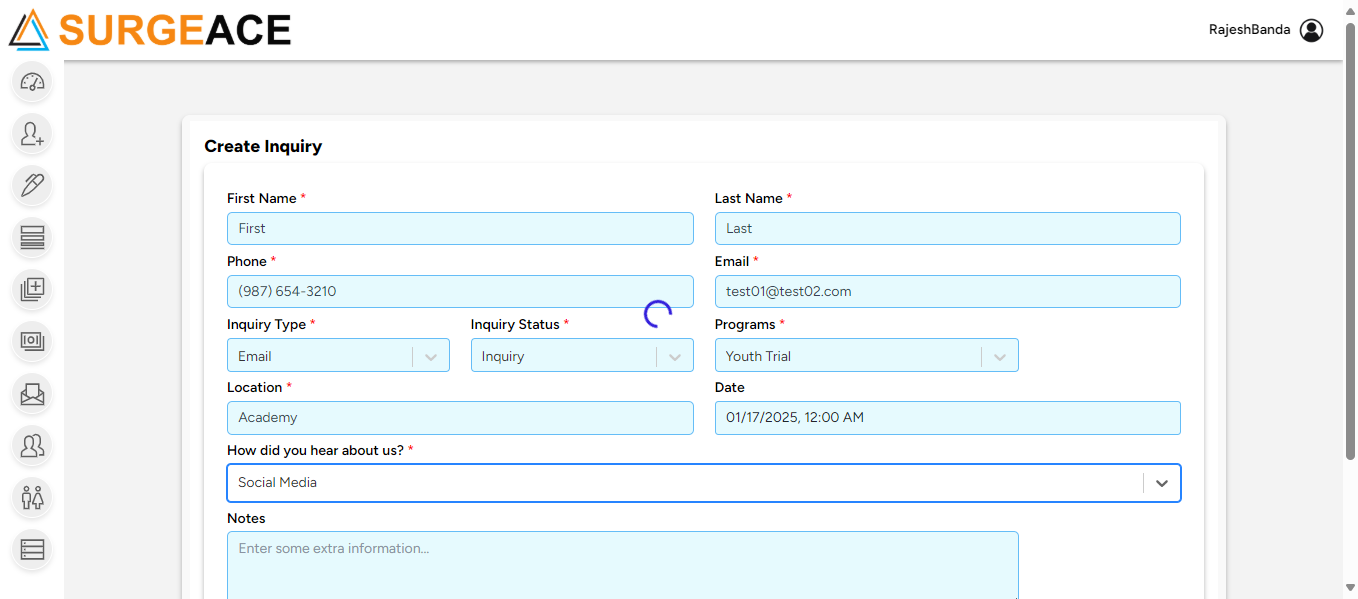 SURGEACE
RajeshBanda
Create Inquiry
First Name * Last Name *
First Last
Phone * Email *
(987) 654-3210 test01@test02.com
Inquiry Type * Inquiry Status * Programs *
Email Inquiry Youth Trial
Location * Date
Academy 01/17/2025, 12:00 AM
How did you hear about us? *
Social Media
Notes
Enter some extra information...